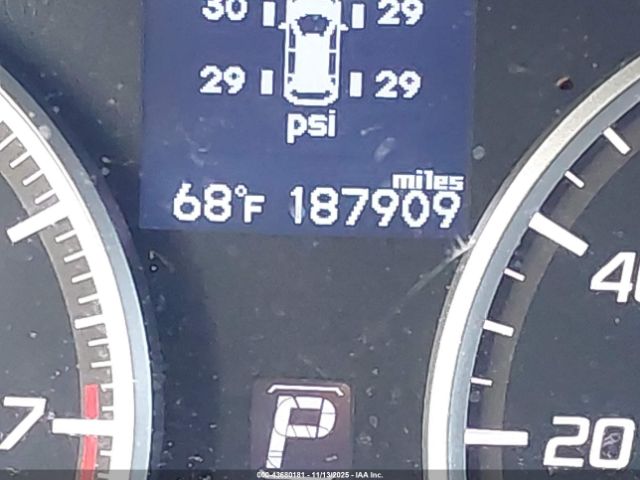 30 29
29 29
psi
miles
68°F 187909
40
7
P
20
000-43680181 - 11/13/2025 - IAA Inc.